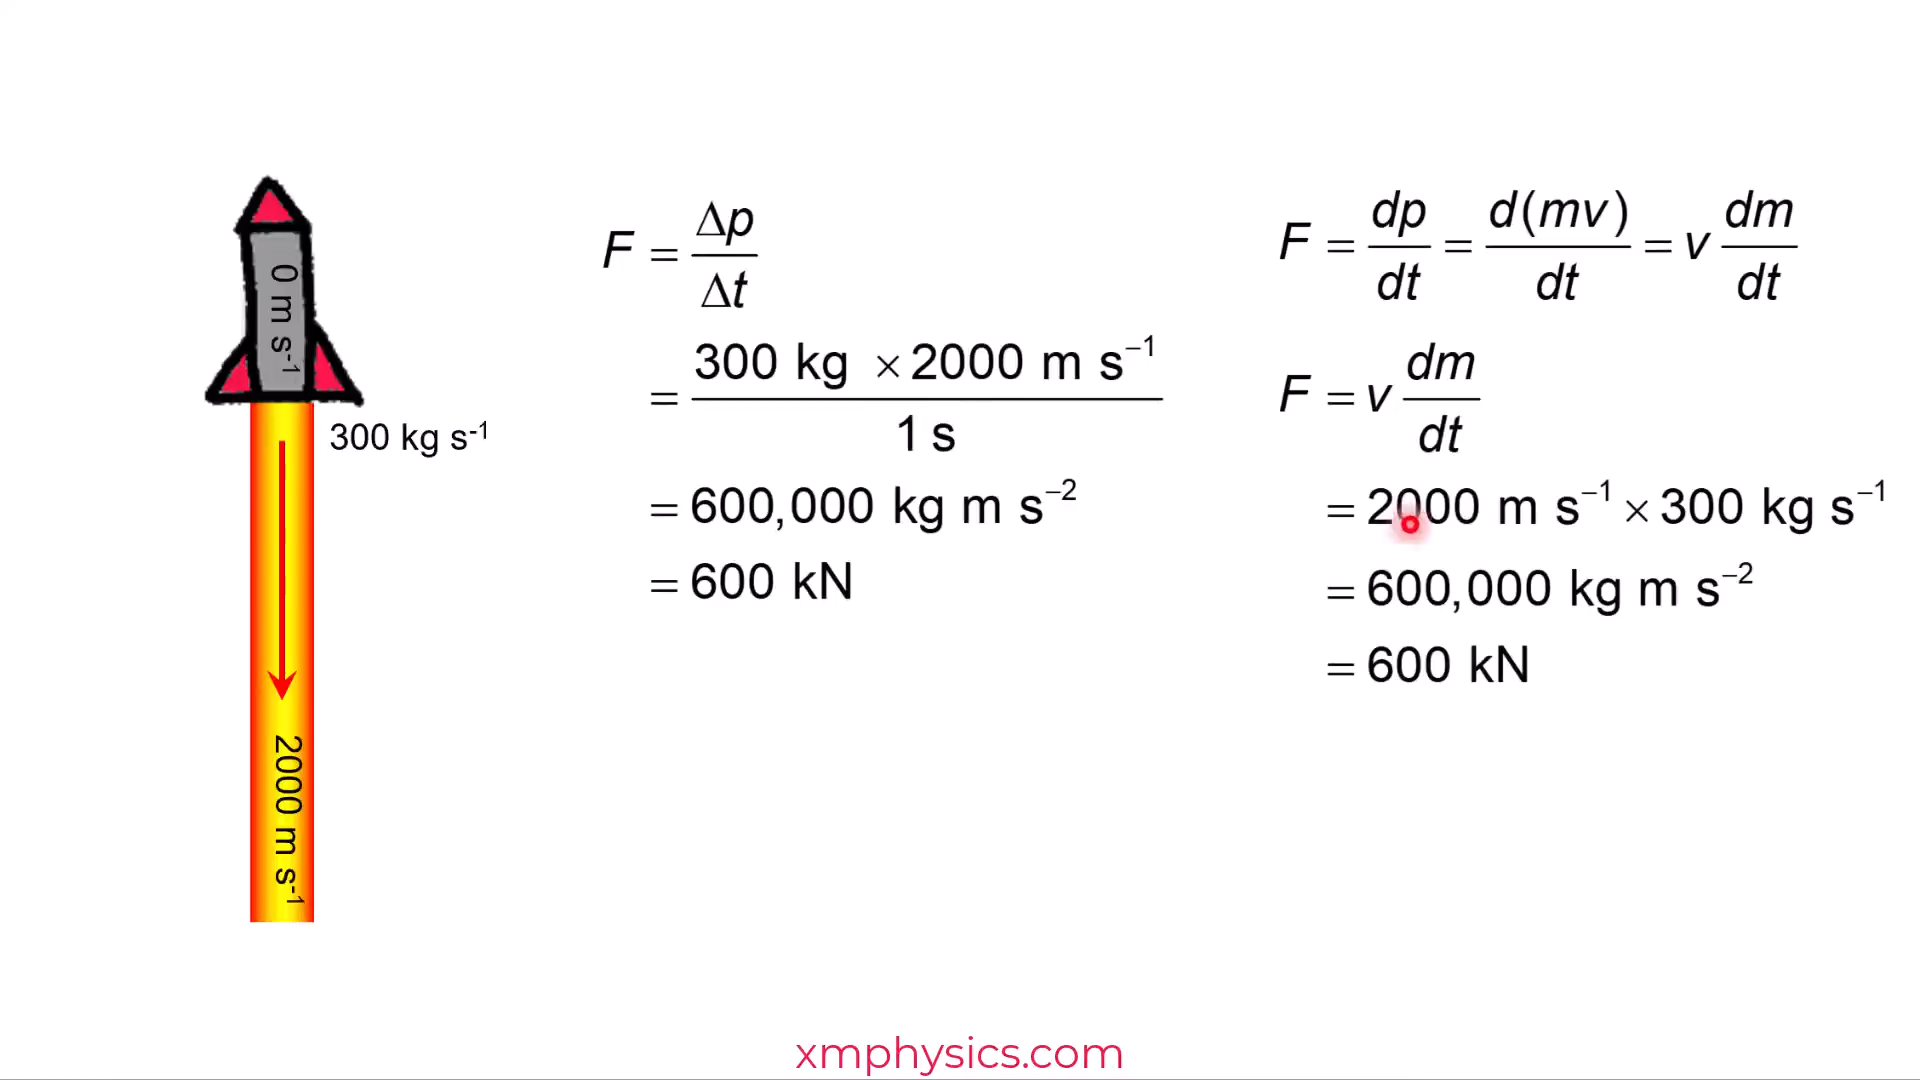 0 m s⁻¹
300 kg s⁻¹
2000 m s⁻¹
F = Δp/Δt
= 300 kg × 2000 m s⁻¹ / 1 s
= 600,000 kg m s⁻²
= 600 kN
F = dp/dt = d(mv)/dt = v dm/dt
F = v dm/dt
= 2000 m s⁻¹ × 300 kg s⁻¹
= 600,000 kg m s⁻²
= 600 kN
xmphysics.com